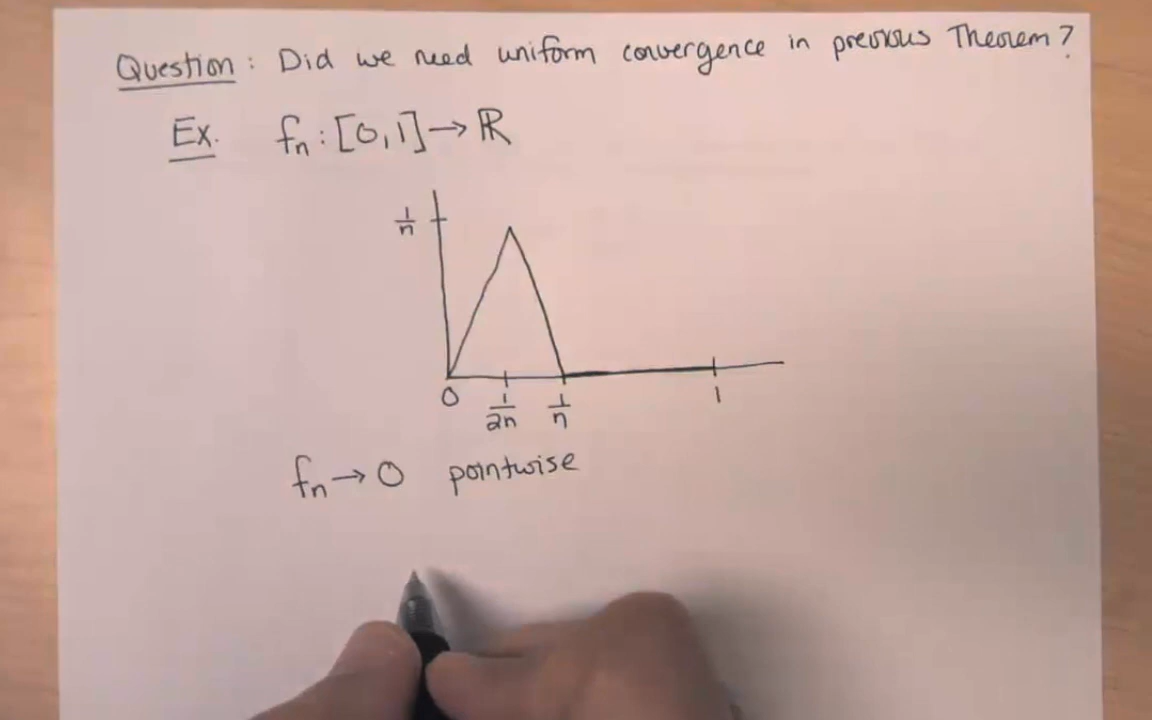 Question: Did we need uniform convergence in previous Theorem?
Ex. fₙ: [0,1] → ℝ
1/n
0 1/2n 1/n 1
fₙ → 0 pointwise